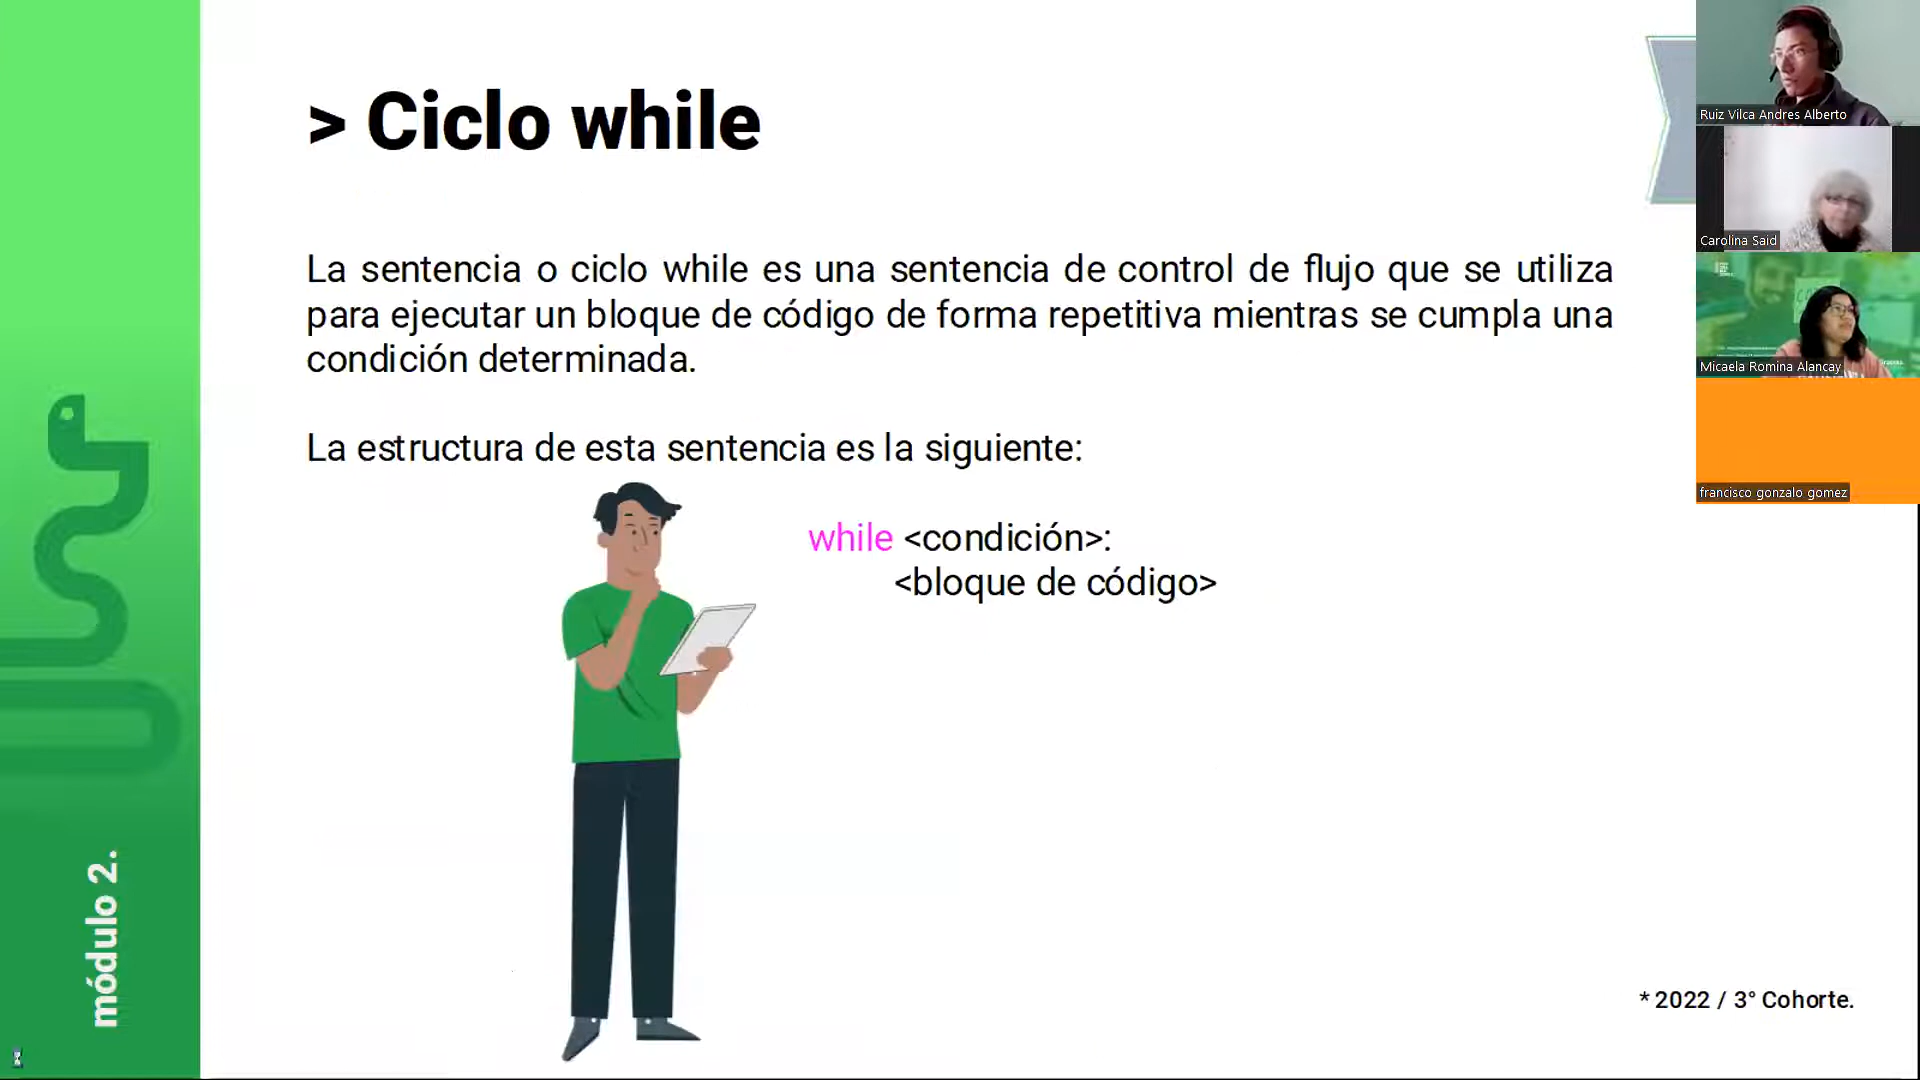 > Ciclo while
La sentencia o ciclo while es una sentencia de control de flujo que se utiliza
para ejecutar un bloque de código de forma repetitiva mientras se cumpla una
condición determinada.
La estructura de esta sentencia es la siguiente:
while <condición>:
<bloque de código>
módulo 2.
* 2022 / 3° Cohorte.
Ruiz Vilca Andres Alberto
Carolina Said
Micaela Romina Alancay
francisco gonzalo gomez